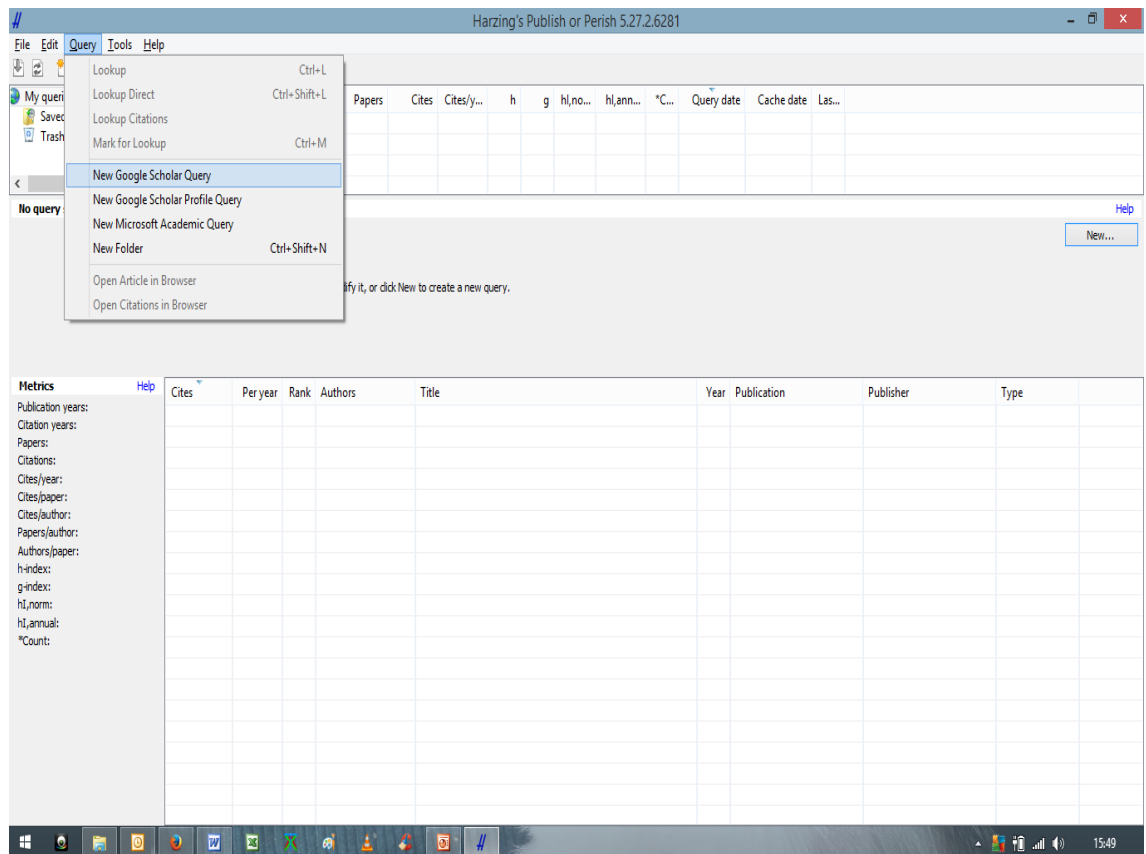 Harzing's Publish or Perish 5.27.2.6281
File Edit Query Tools Help
Lookup Ctrl+L
Lookup Direct Ctrl+Shift+L
Lookup Citations
Mark for Lookup Ctrl+M
New Google Scholar Query
New Google Scholar Profile Query
New Microsoft Academic Query
New Folder Ctrl+Shift+N
Open Article in Browser
Open Citations in Browser
My queri
Saved
Trash
Papers Cites Cites/y... h g hI,no... hI,ann... *C... Query date Cache date Las...
No query Help
New...
ify it, or click New to create a new query.
Metrics Help
Publication years:
Citation years:
Papers:
Citations:
Cites/year:
Cites/paper:
Cites/author:
Papers/author:
Authors/paper:
h-index:
g-index:
hI,norm:
hI,annual:
*Count:
Cites Per year Rank Authors Title Year Publication Publisher Type
15:49